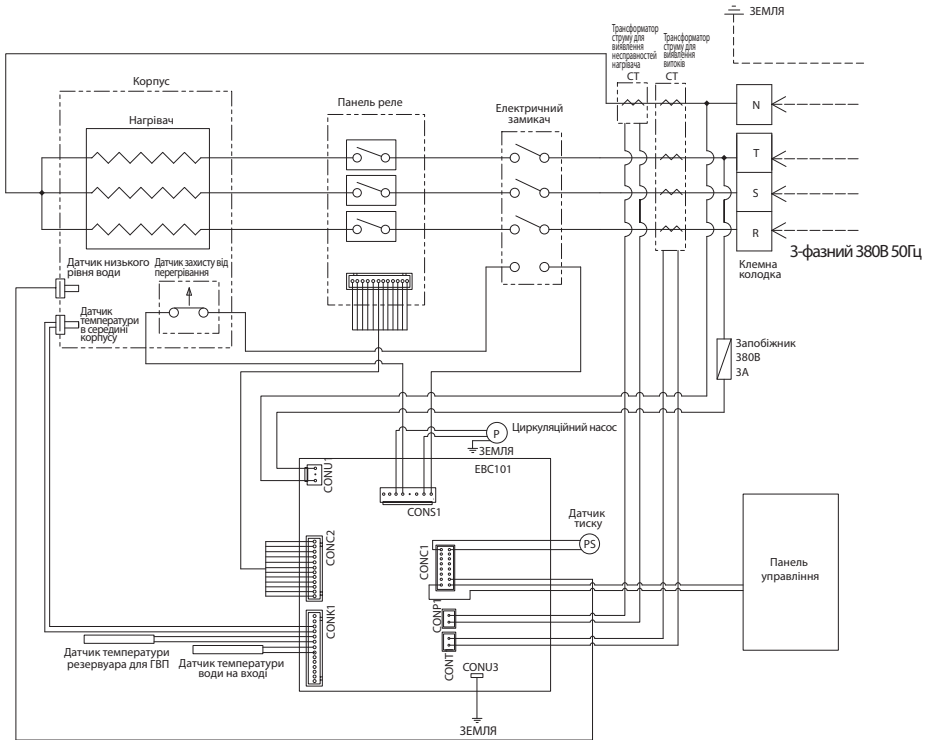 ЗЕМЛЯ
Трансформатор
струму для
виявлення
несправностей
нагрівача
CT
Трансформатор
струму для
виявлення
витоків
CT
Корпус
Нагрівач
Панель реле
Електричний
замикач
N
T
S
R
3-фазний 380В 50Гц
Клемна
колодка
Датчик низького
рівня води
Датчик захисту від
перегрівання
Датчик
температури
в середині
корпусу
Запобіжник
380В
3А
P
Циркуляційний насос
ЗЕМЛЯ
EBC101
CONU1
CONS1
Датчик
тиску
PS
CONC2
CONC1
Панель
управління
CONK1
CONP1
CONT
Датчик температури
резервуара для ГВП
Датчик температури
води на вході
CONU3
ЗЕМЛЯ